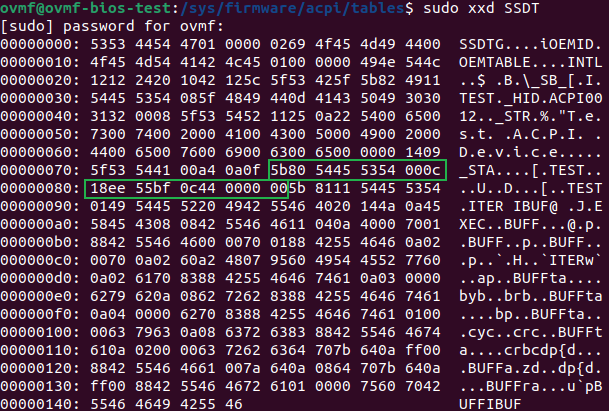 ovmf@ovmf-bios-test:/sys/firmware/acpi/tables$ sudo xxd SSDT
[sudo] password for ovmf:
00000000: 5353 4454 4701 0000 0269 4f45 4d49 4400 SSDTG....iOEMID.
00000010: 4f45 4d54 4142 4c45 0100 0000 494e 544c OEMTABLE....INTL
00000020: 1212 2420 1042 125c 5f53 425f 5b82 4911 ..$ .B.\_SB_[.I.
00000030: 5445 5354 085f 4849 440d 4143 5049 3030 TEST._HID.ACPI00
00000040: 3132 0008 5f53 5452 1125 0a22 5400 6500 12.._STR.%."T.e.
00000050: 7300 7400 2000 4100 4300 5000 4900 2000 s.t. .A.C.P.I. .
00000060: 4400 6500 7600 6900 6300 6500 0000 1409 D.e.v.i.c.e.....
00000070: 5f53 5441 00a4 0a0f 5b80 5445 5354 000c _STA....[.TEST..
00000080: 18ee 55bf 0c44 0000 005b 8111 5445 5354 ..U..D...[..TEST
00000090: 0149 5445 5220 4942 5546 4020 144a 0a45 .ITER IBUF@ .J.E
000000a0: 5845 4308 0842 5546 4611 040a 4000 7001 XEC..BUFF...@.p.
000000b0: 8842 5546 4600 0070 0188 4255 4646 0a02 .BUFF..p..BUFF..
000000c0: 0070 0a02 60a2 4807 9560 4954 4552 7760 .p..`.H..`ITERw`
000000d0: 0a02 6170 8388 4255 4646 7461 0a03 0000 ..ap..BUFFta....
000000e0: 6279 620a 0862 7262 8388 4255 4646 7461 byb..brb..BUFFta
000000f0: 0a04 0000 6270 8388 4255 4646 7461 0100 ....bp..BUFFta..
00000100: 0063 7963 0a08 6372 6383 8842 5546 4674 .cyc..crc..BUFFt
00000110: 610a 0200 0063 7262 6364 707b 640a ff00 a....crbcdp{d...
00000120: 8842 5546 4661 007a 640a 0864 707b 640a .BUFFa.zd..dp{d.
00000130: ff00 8842 5546 4672 6101 0000 7560 7042 ...BUFFra...u`pB
00000140: 5546 4649 4255 46 UFFIBUF